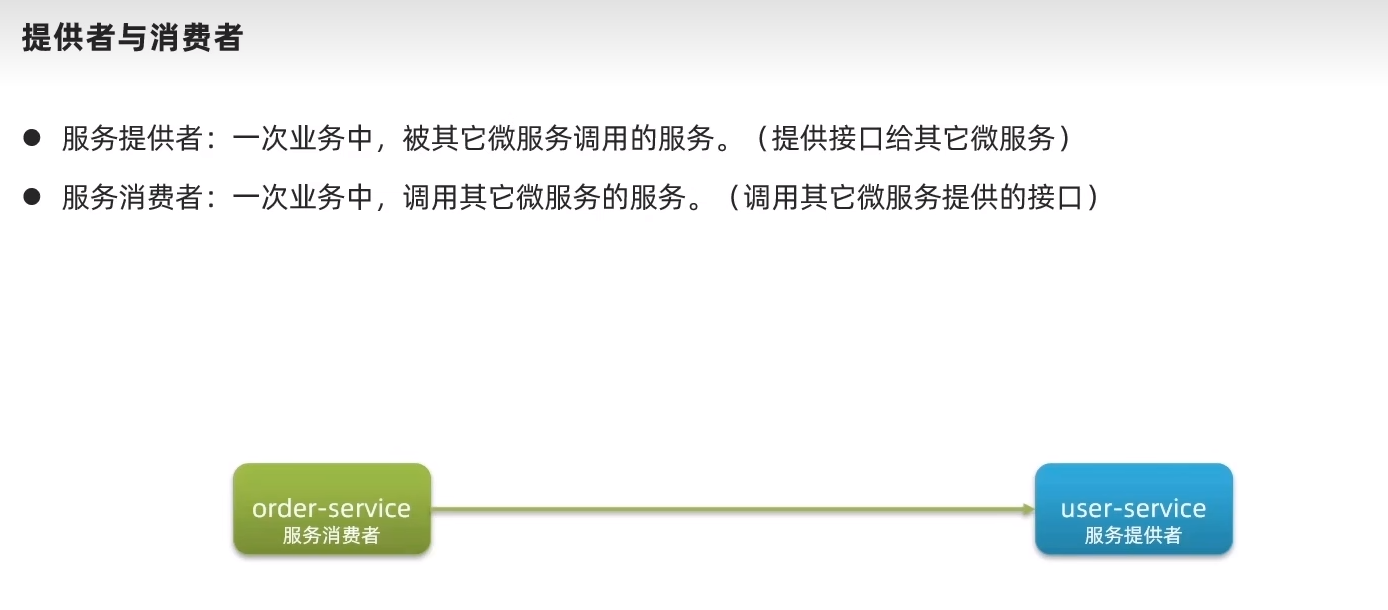 提供者与消费者
● 服务提供者：一次业务中，被其它微服务调用的服务。（提供接口给其它微服务）
● 服务消费者：一次业务中，调用其它微服务的服务。（调用其它微服务提供的接口）
order-service
服务消费者
user-service
服务提供者